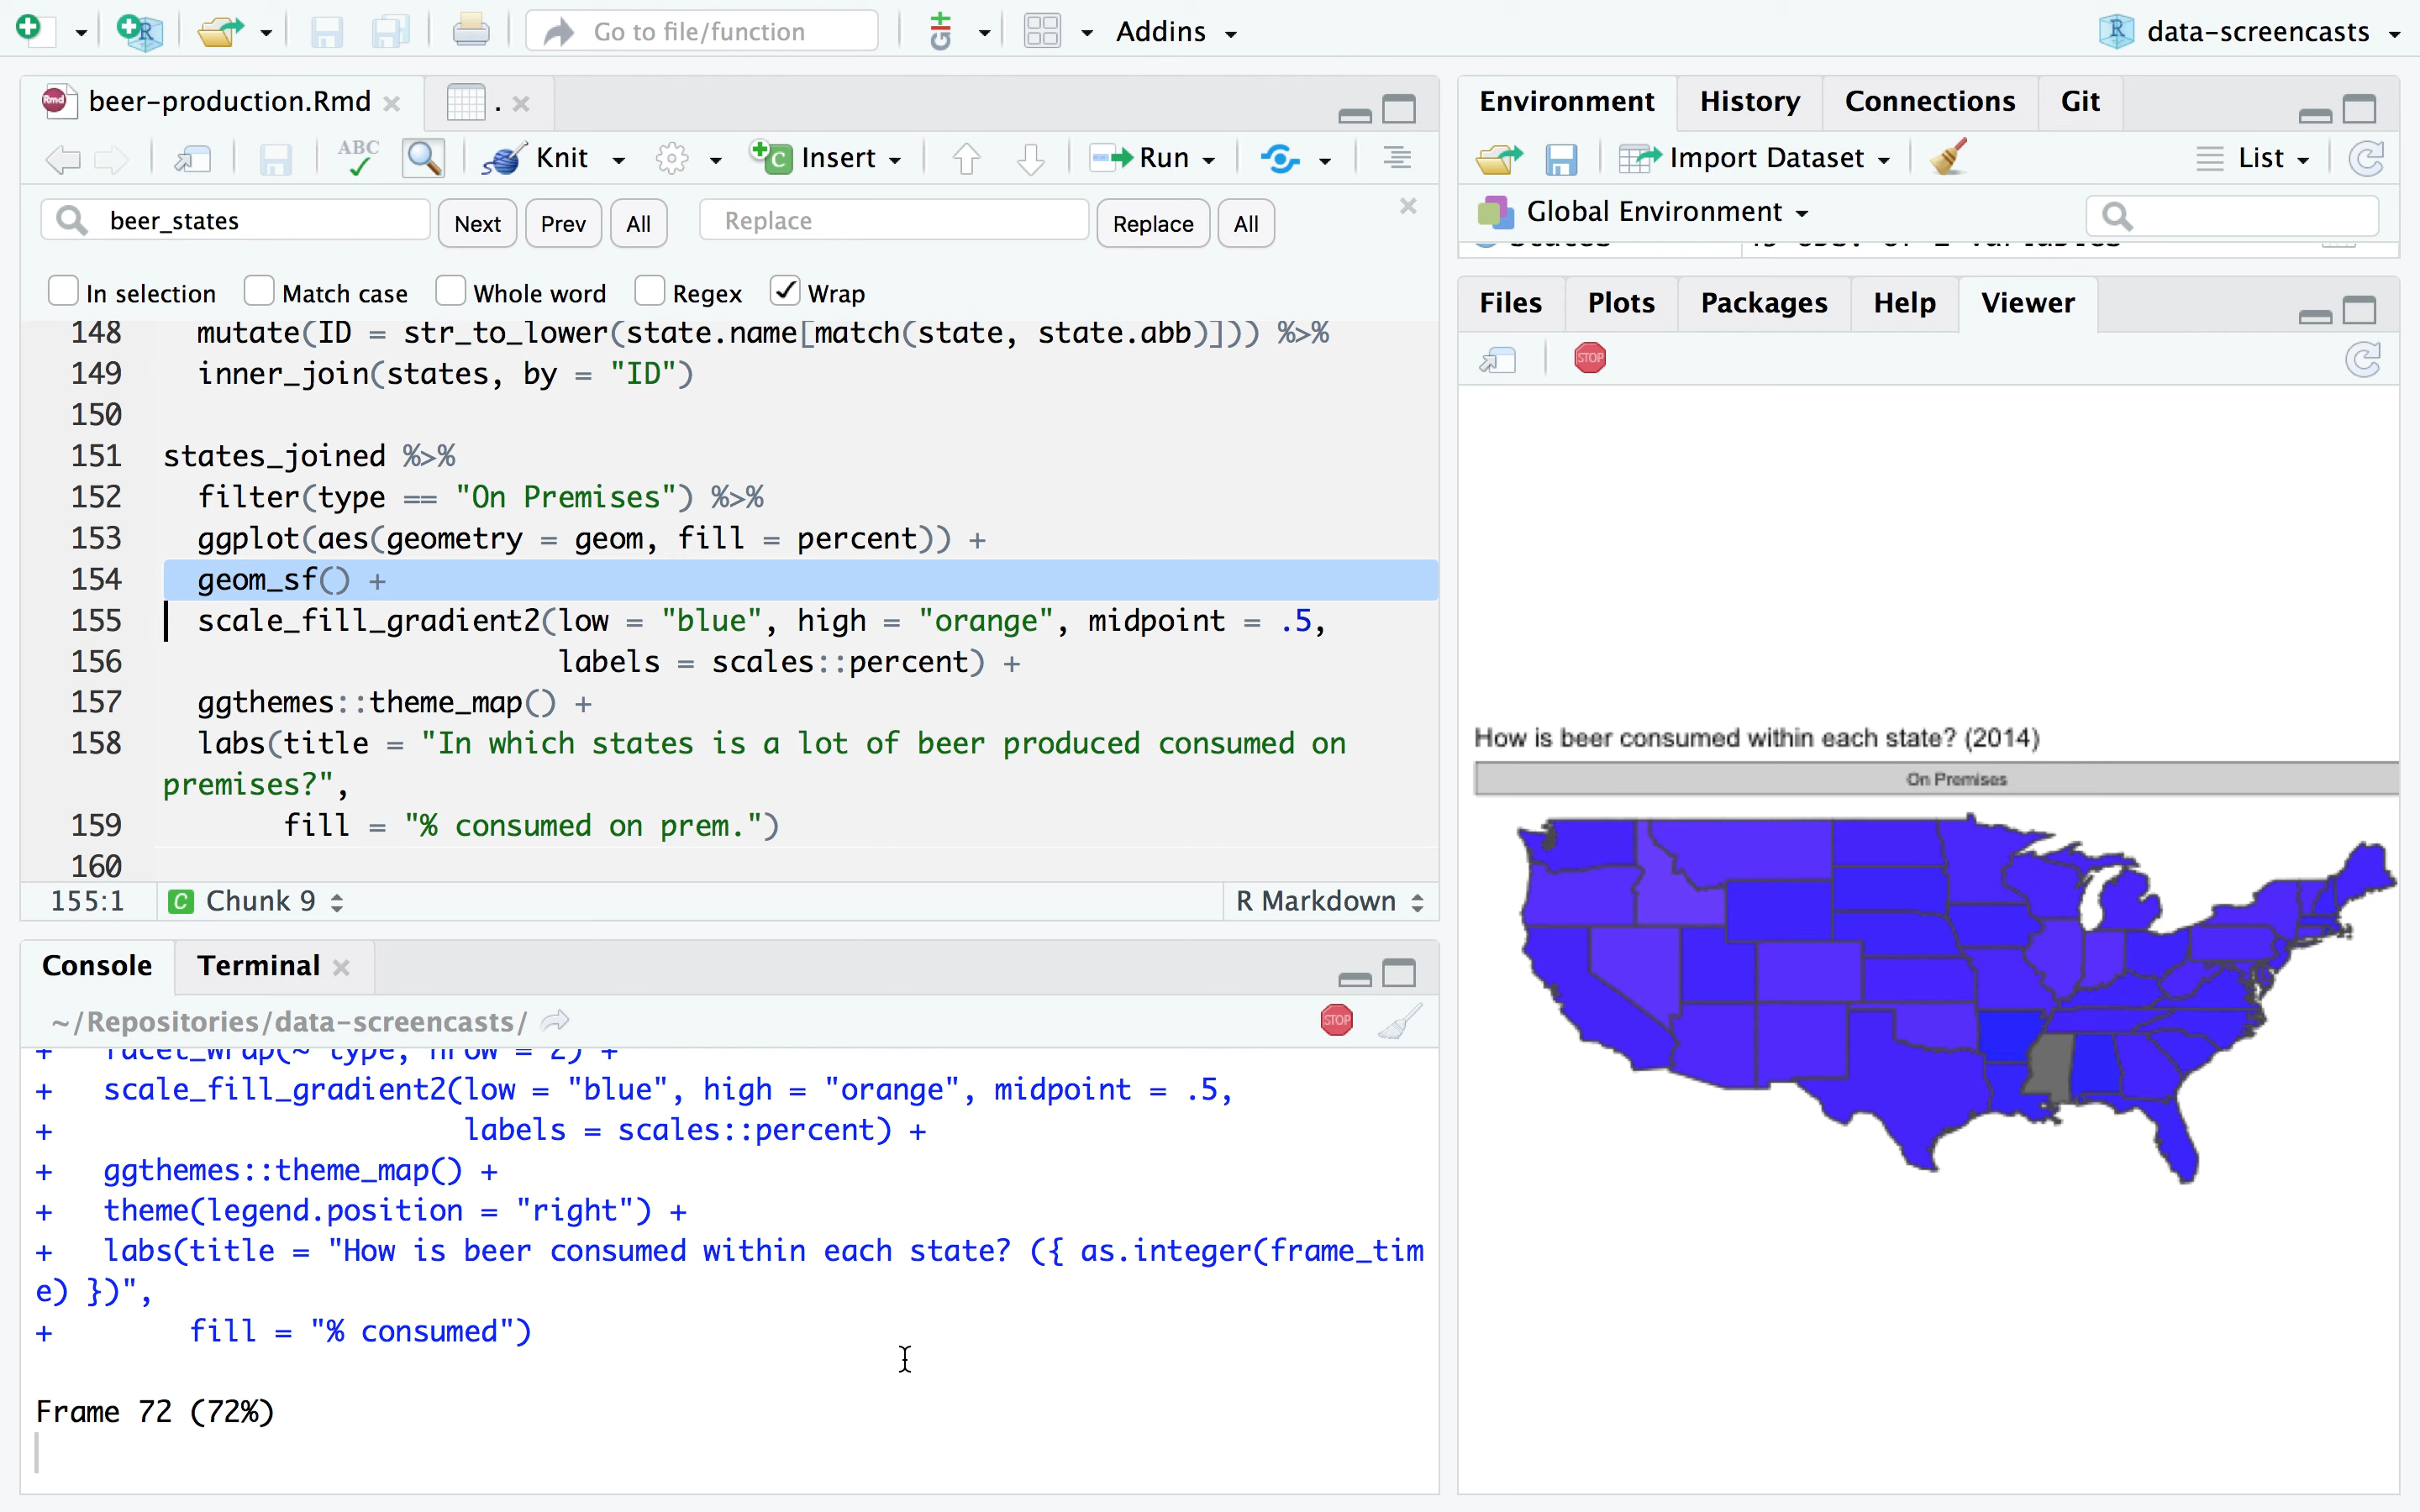 Go to file/function
Addins
data-screencasts
beer-production.Rmd
.
ABC
Knit
Insert
Run
beer_states
Next
Prev
All
Replace
Replace
All
In selection
Match case
Whole word
Regex
Wrap
148 mutate(ID = str_to_lower(state.name[match(state, state.abb)])) %>%
149 inner_join(states, by = "ID")
150
151 states_joined %>%
152 filter(type == "On Premises") %>%
153 ggplot(aes(geometry = geom, fill = percent)) +
154 geom_sf() +
155 scale_fill_gradient2(low = "blue", high = "orange", midpoint = .5,
156 labels = scales::percent) +
157 ggthemes::theme_map() +
158 labs(title = "In which states is a lot of beer produced consumed on
premises?",
159 fill = "% consumed on prem.")
160
155:1
C Chunk 9
R Markdown
Console
Terminal
~/Repositories/data-screencasts/
STOP
+ facet_wrap(~ type, nrow = 2) +
+ scale_fill_gradient2(low = "blue", high = "orange", midpoint = .5,
+ labels = scales::percent) +
+ ggthemes::theme_map() +
+ theme(legend.position = "right") +
+ labs(title = "How is beer consumed within each state? ({ as.integer(frame_tim
e) })",
+ fill = "% consumed")
Frame 72 (72%)
Environment
History
Connections
Git
Import Dataset
List
Global Environment
Files
Plots
Packages
Help
Viewer
STOP
How is beer consumed within each state? (2014)
On Premises